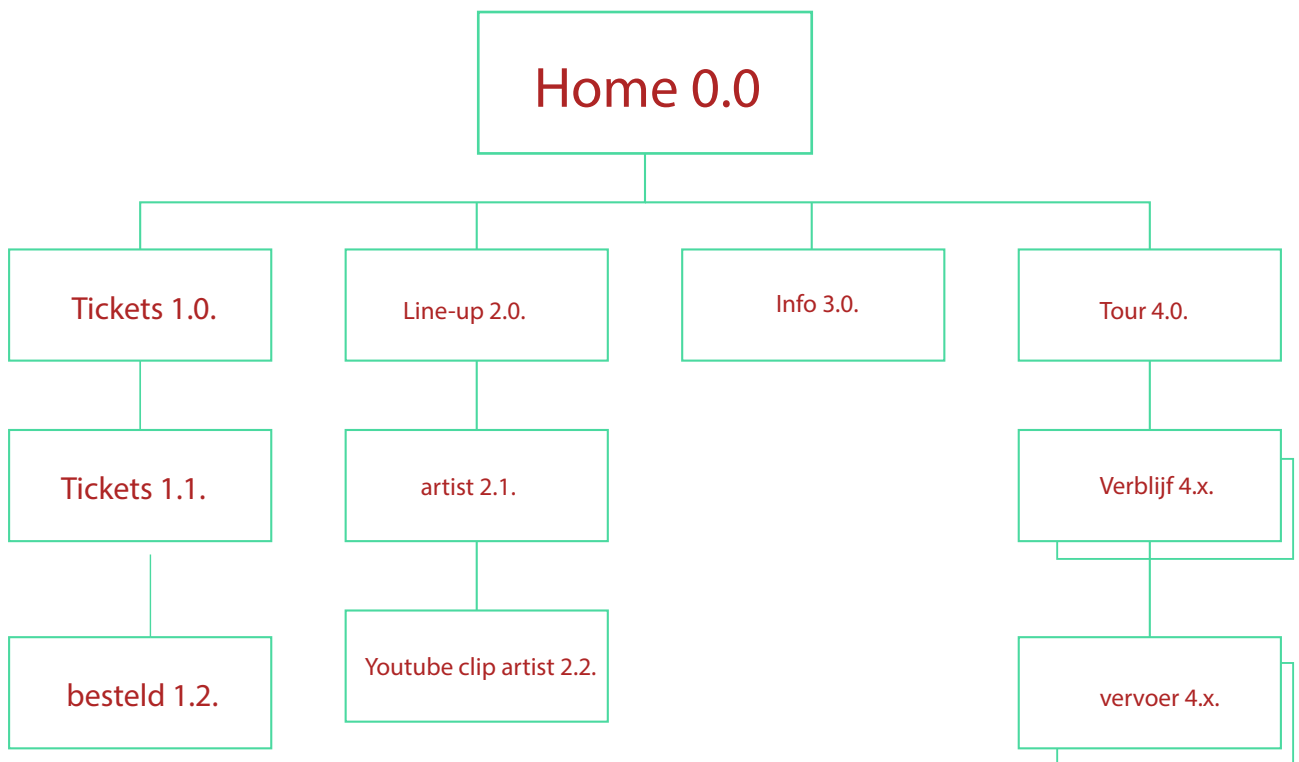 Home 0.0
Tickets 1.0.
Line-up 2.0.
Info 3.0.
Tour 4.0.
Tickets 1.1.
artist 2.1.
Verblijf 4.x.
besteld 1.2.
Youtube clip artist 2.2.
vervoer 4.x.